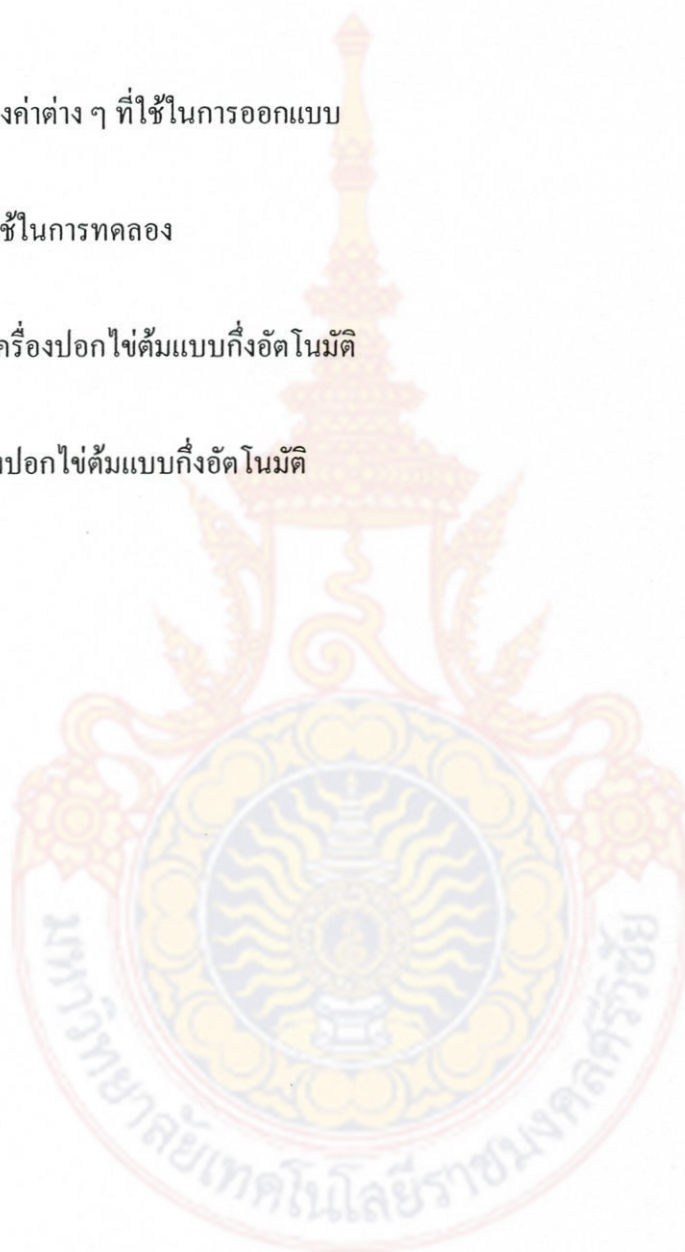 งค่าต่าง ๆ ที่ใช้ในการออกแบบ
ช้ในการทดลอง
ครื่องปอกไข่ต้มแบบกึ่งอัตโนมัติ
งปอกไข่ต้มแบบกึ่งอัตโนมัติ
มหาวิทยาลัยเทคโนโลยีราชมงคลศรีวิชัย